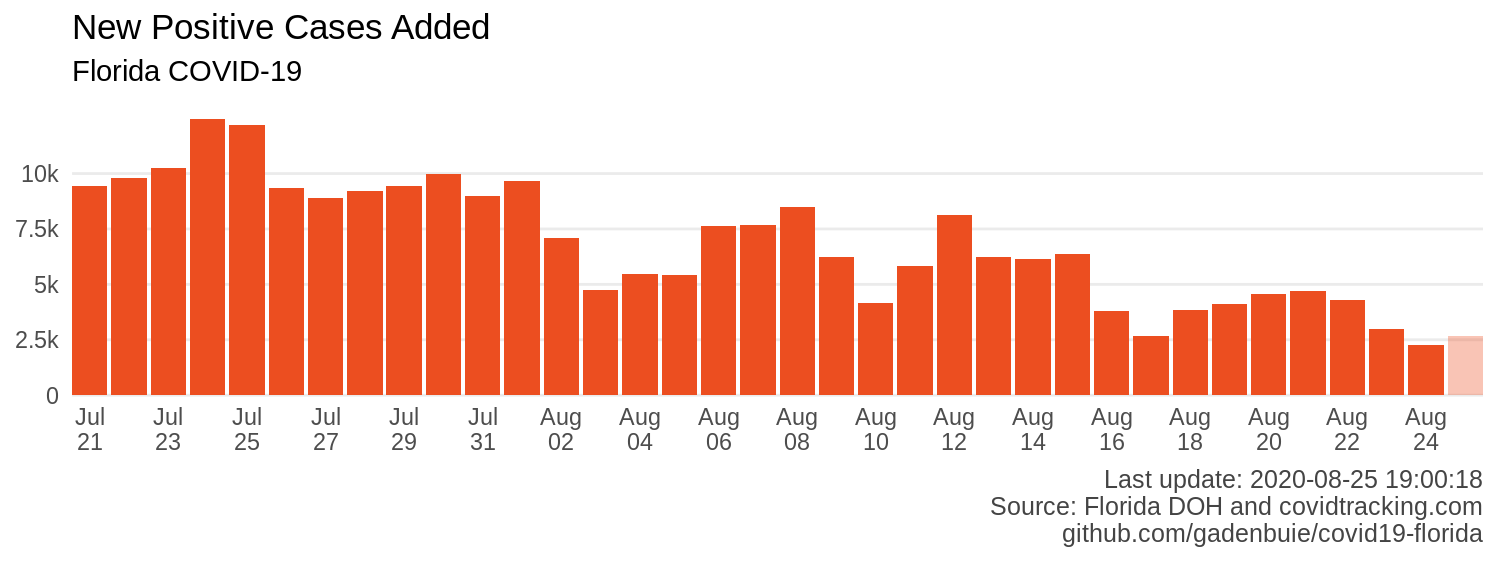 New Positive Cases Added
Florida COVID-19
10k
7.5k
5k
2.5k
0
Jul Jul Jul Jul Jul Jul Aug Aug Aug Aug Aug Aug Aug Aug Aug Aug Aug Aug
21 23 25 27 29 31 02 04 06 08 10 12 14 16 18 20 22 24
Last update: 2020-08-25 19:00:18
Source: Florida DOH and covidtracking.com
github.com/gadenbuie/covid19-florida